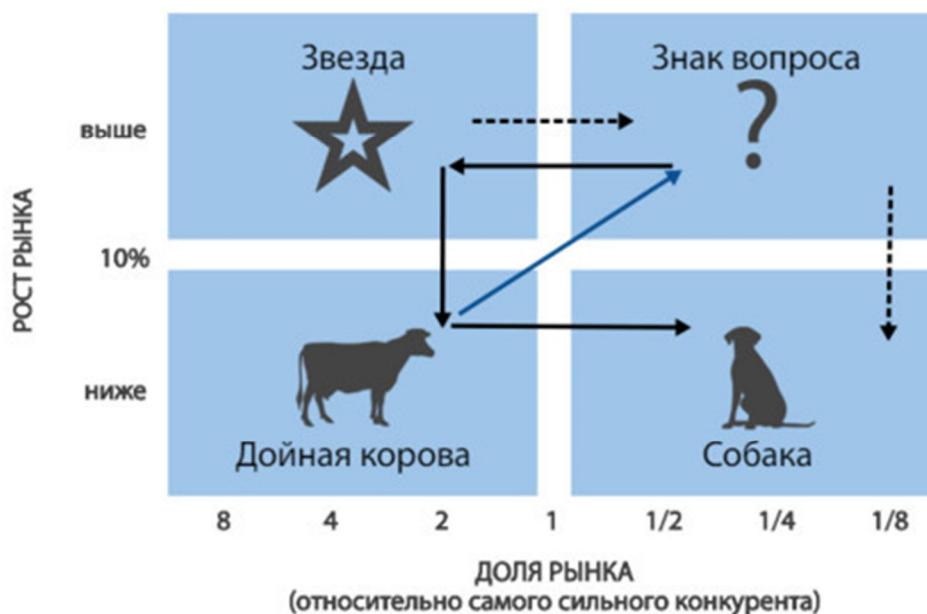 Звезда
Знак вопроса
?
выше
РОСТ РЫНКА
10%
ниже
Дойная корова
Собака
8 4 2 1 1/2 1/4 1/8
ДОЛЯ РЫНКА
(относительно самого сильного конкурента)